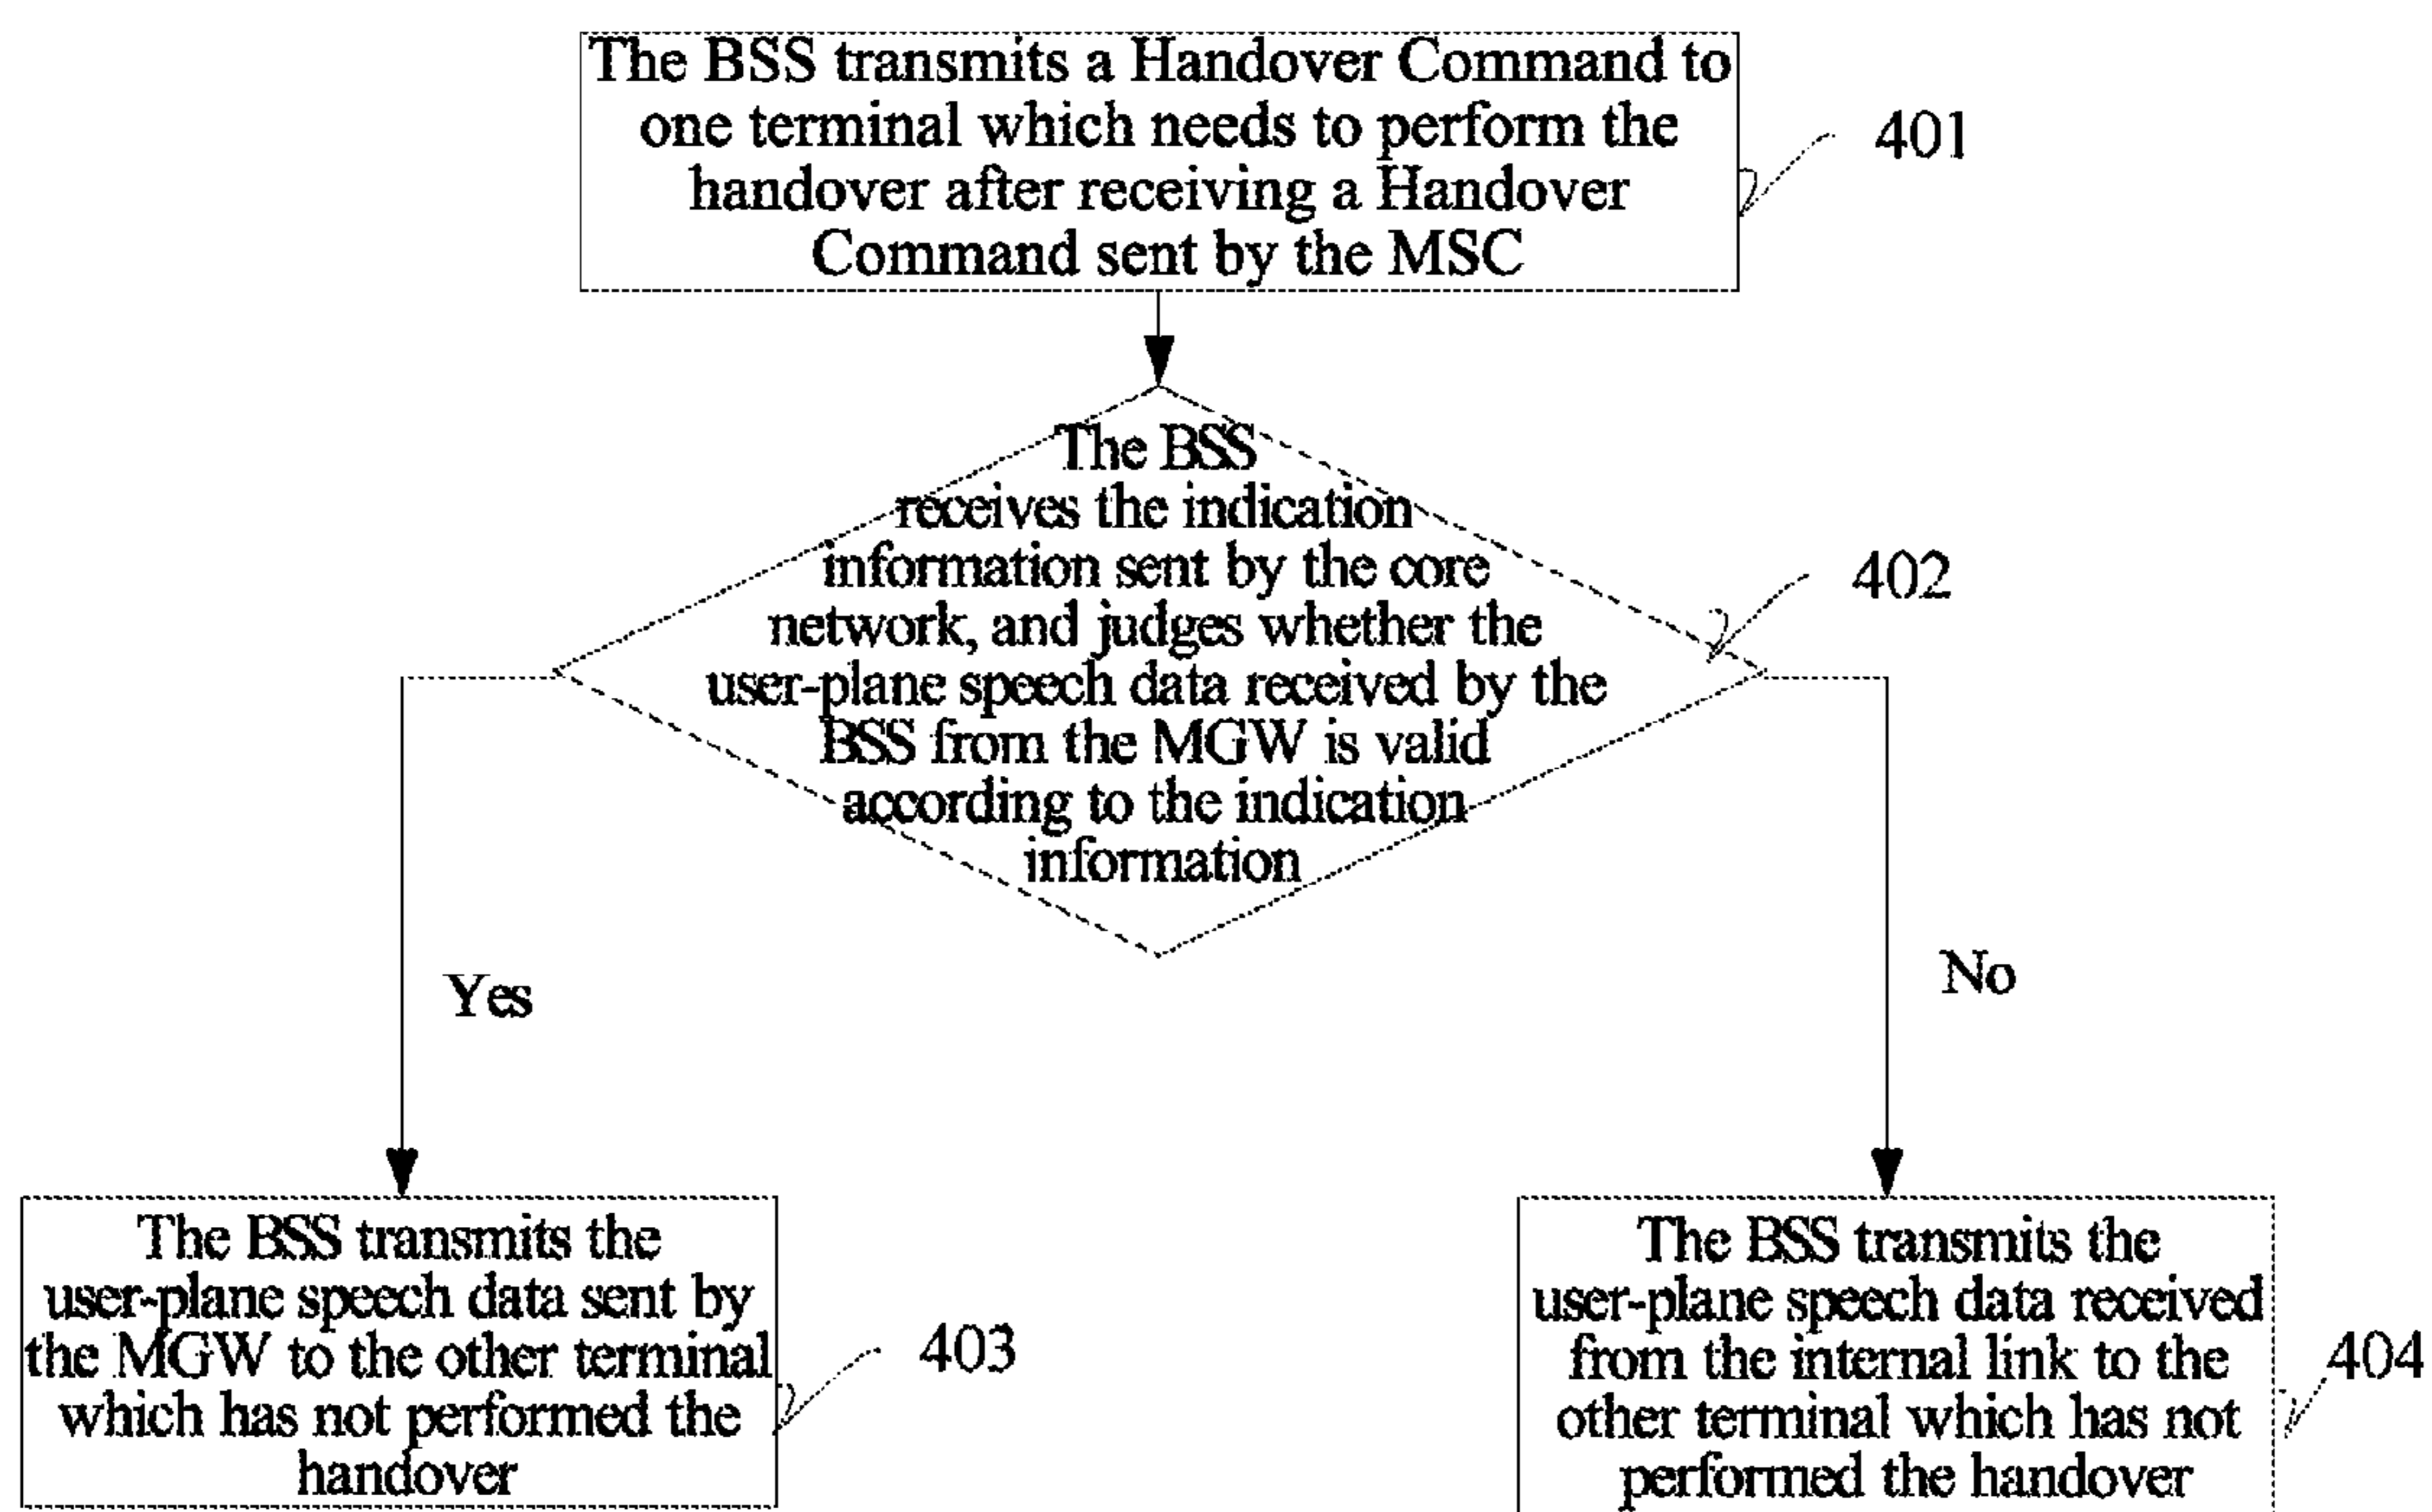 The BSS transmits a Handover Command to
one terminal which needs to perform the
handover after receiving a Handover
Command sent by the MSC
401
The BSS
receives the indication
information sent by the core
network, and judges whether the
user-plane speech data received by the
BSS from the MGW is valid
according to the indication
information
402
Yes
No
The BSS transmits the
user-plane speech data sent by
the MGW to the other terminal
which has not performed the
handover
403
The BSS transmits the
user-plane speech data received
from the internal link to the
other terminal which has not
performed the handover
404